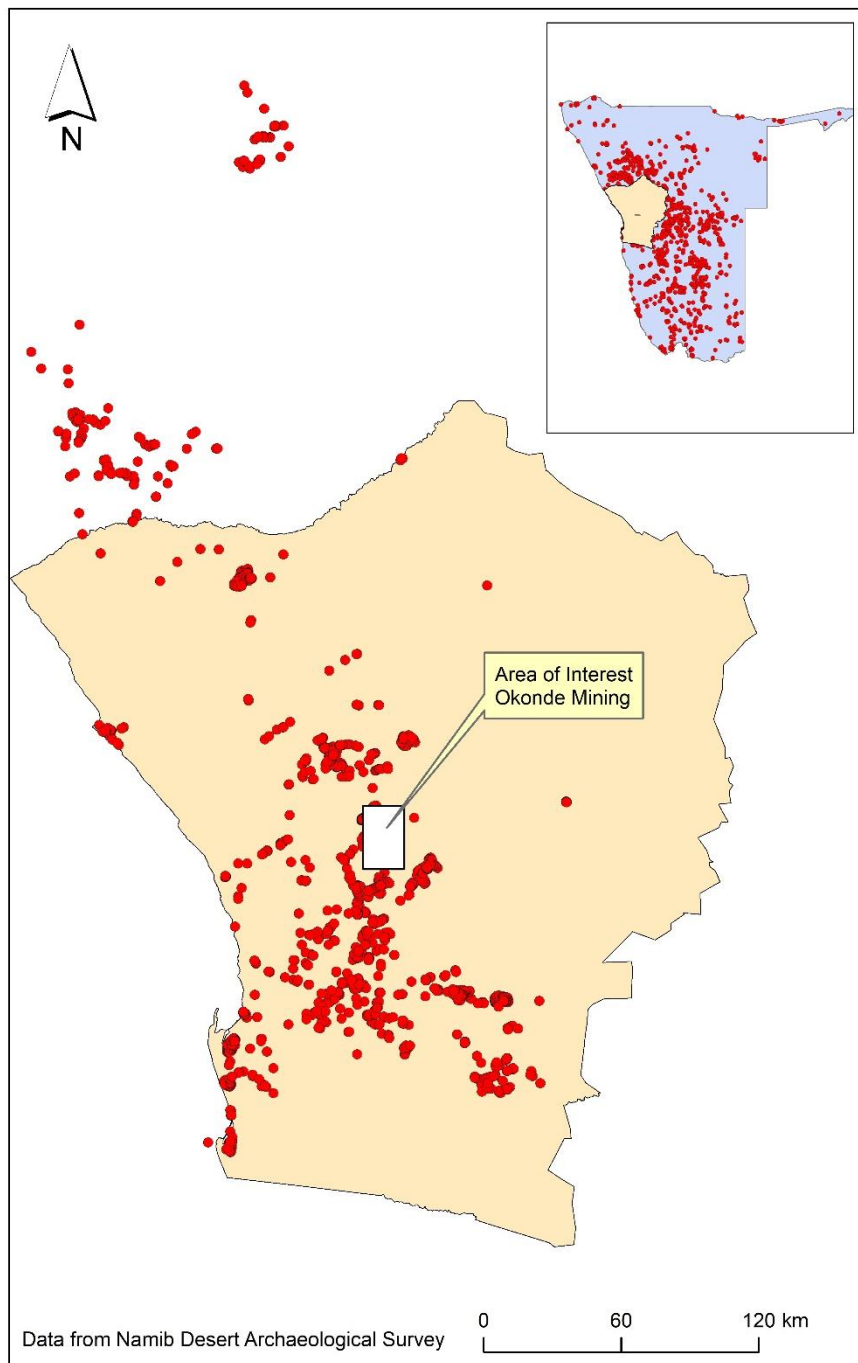 N
Area of Interest
Okonde Mining
0 60 120 km
Data from Namib Desert Archaeological Survey